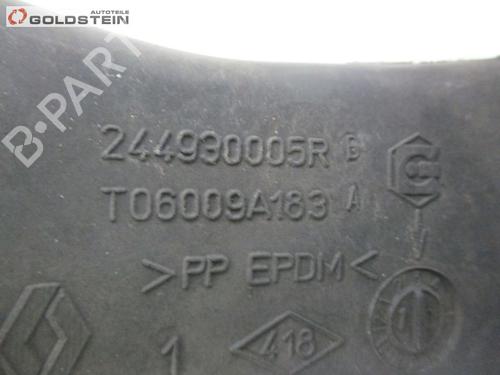 AUTOTEILE
GOLDSTEIN
B-PARTS
244930005R B
T06009A183 A
>PP EPDM<
1
418